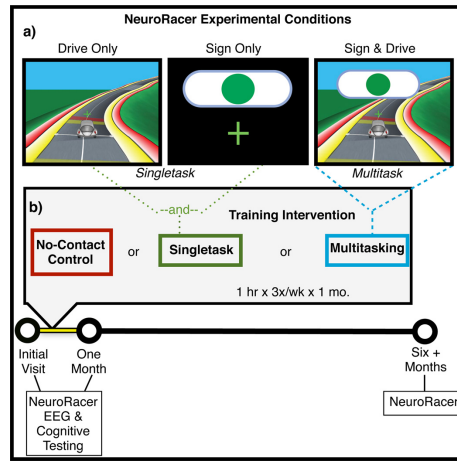 NeuroRacer Experimental Conditions
a)
Drive Only
Sign Only
Sign & Drive
Singletask
Multitask
b)
--and--
Training Intervention
No-Contact
Control
or
Singletask
or
Multitasking
1 hr x 3x/wk x 1 mo.
Initial
Visit
One
Month
Six +
Months
NeuroRacer
EEG &
Cognitive
Testing
NeuroRacer